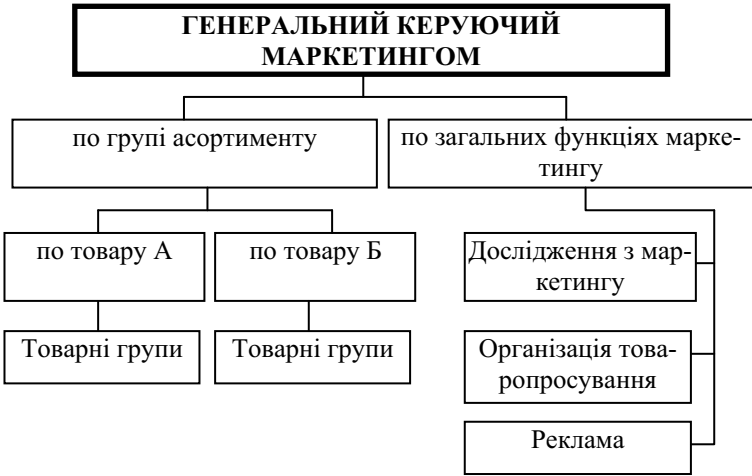 ГЕНЕРАЛЬНИЙ КЕРУЮЧИЙ
МАРКЕТИНГОМ
по групі асортименту
по загальних функціях марке-
тингу
по товару А
по товару Б
Дослідження з мар-
кетингу
Товарні групи
Товарні групи
Організація това-
ропросування
Реклама